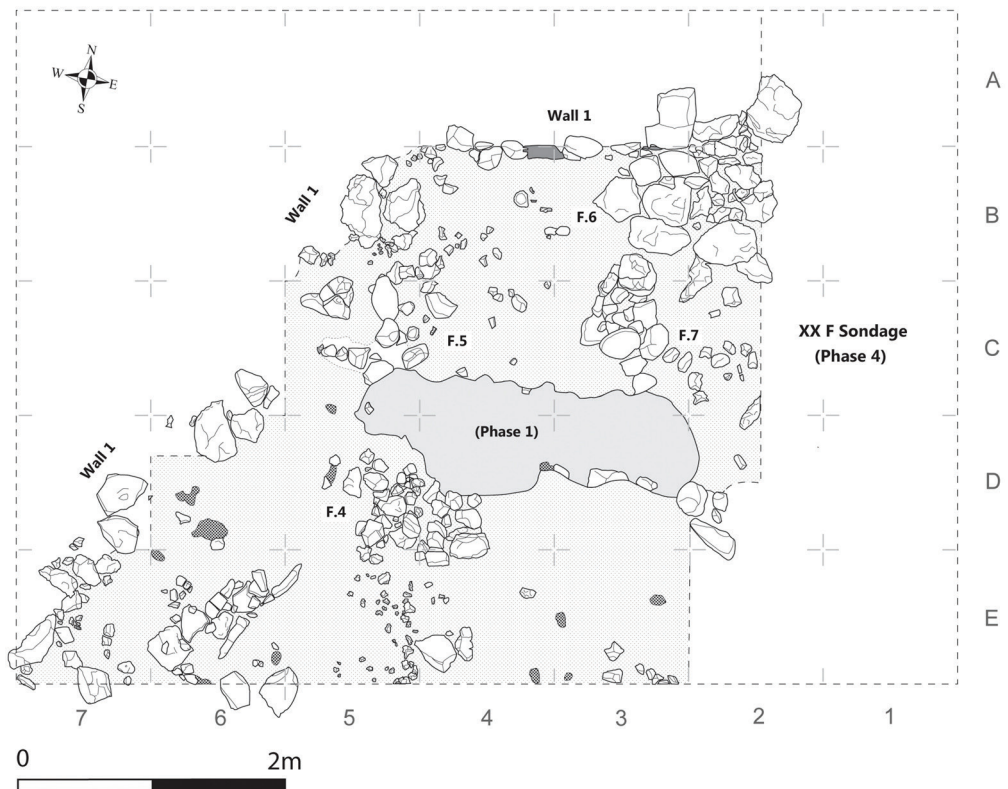 N
W E
S
A
Wall 1
Wall 1
B
F.6
F.5
F.7
XX F Sondage
(Phase 4)
C
(Phase 1)
Wall 1
D
F.4
E
7 6 5 4 3 2 1
0 2m